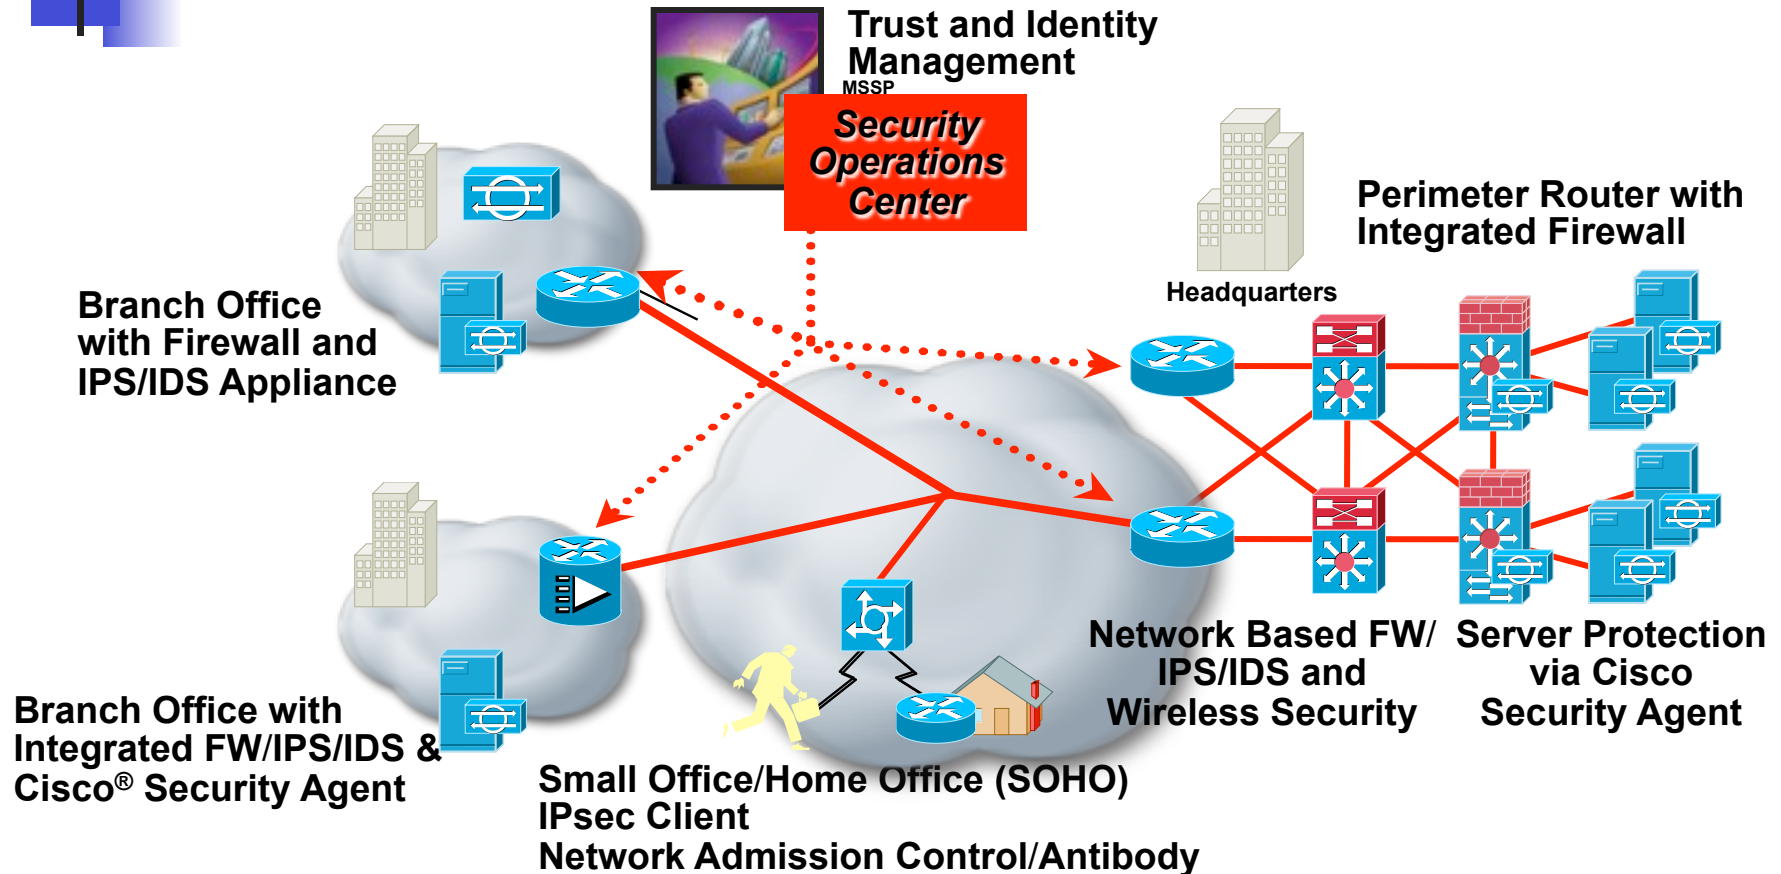 Trust and Identity
Management
MSSP
Security
Operations
Center
Perimeter Router with
Integrated Firewall
Headquarters
Branch Office
with Firewall and
IPS/IDS Appliance
Network Based FW/
IPS/IDS and
Wireless Security
Server Protection
via Cisco
Security Agent
Branch Office with
Integrated FW/IPS/IDS &
Cisco® Security Agent
Small Office/Home Office (SOHO)
IPsec Client
Network Admission Control/Antibody